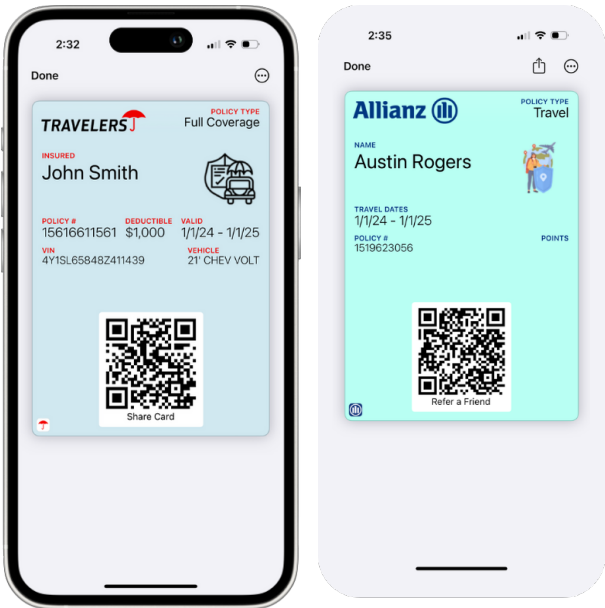 2:32
Done
TRAVELERS
POLICY TYPE
Full Coverage
INSURED
John Smith
POLICY # DEDUCTIBLE VALID
15616611561 $1,000 1/1/24 - 1/1/25
VIN VEHICLE
4Y1SL65848Z411439 21' CHEV VOLT
Share Card
2:35
Done
Allianz
POLICY TYPE
Travel
NAME
Austin Rogers
TRAVEL DATES
1/1/24 - 1/1/25
POLICY # POINTS
1519623056
Refer a Friend